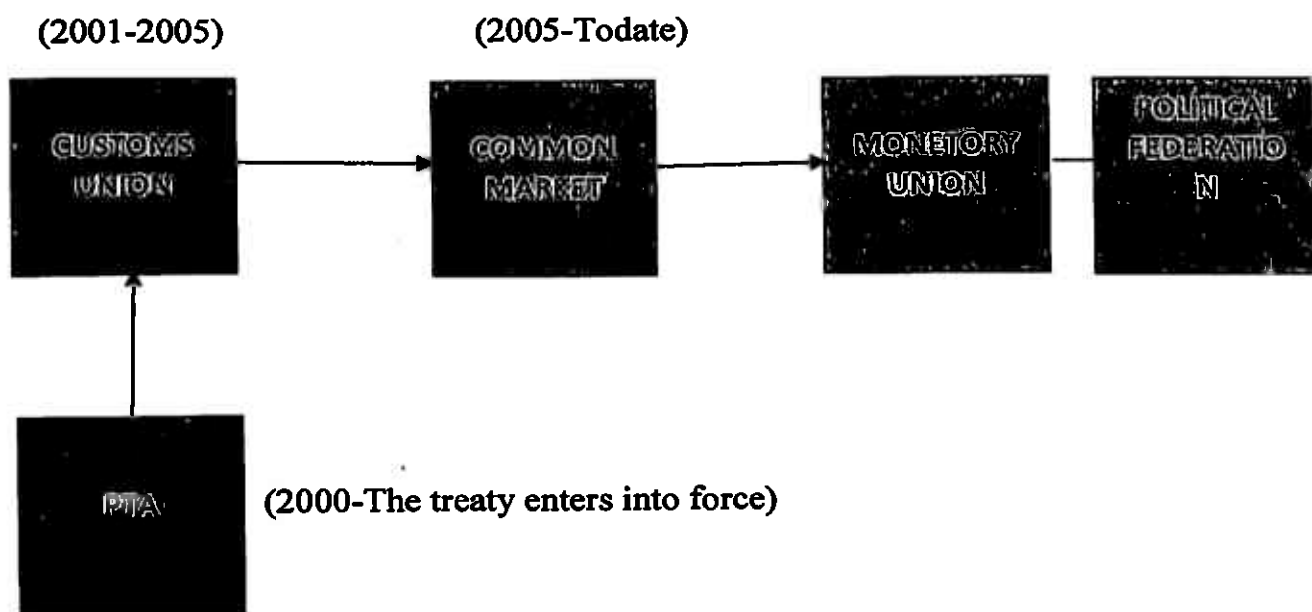 (2001-2005)
(2005-Todate)
CUSTOMS
UNION
COMMON
MARKET
MONETORY
UNION
POLITICAL
FEDERATIO
N
PTA
(2000-The treaty enters into force)